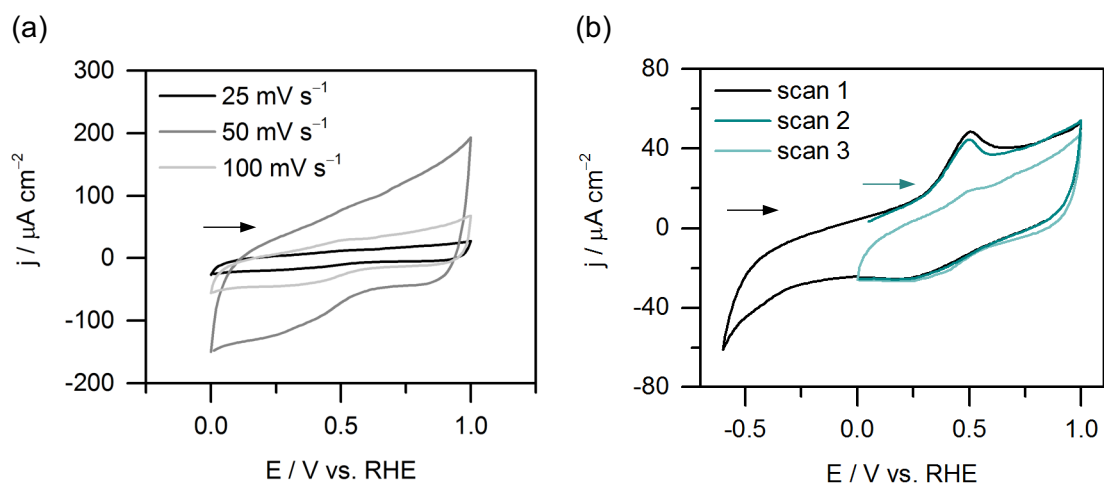 (a)
300
200
100
0
-100
-200
j / μA cm⁻²
25 mV s⁻¹
50 mV s⁻¹
100 mV s⁻¹
0.0
0.5
1.0
E / V vs. RHE
(b)
80
40
0
-40
-80
j / μA cm⁻²
scan 1
scan 2
scan 3
-0.5
0.0
0.5
1.0
E / V vs. RHE